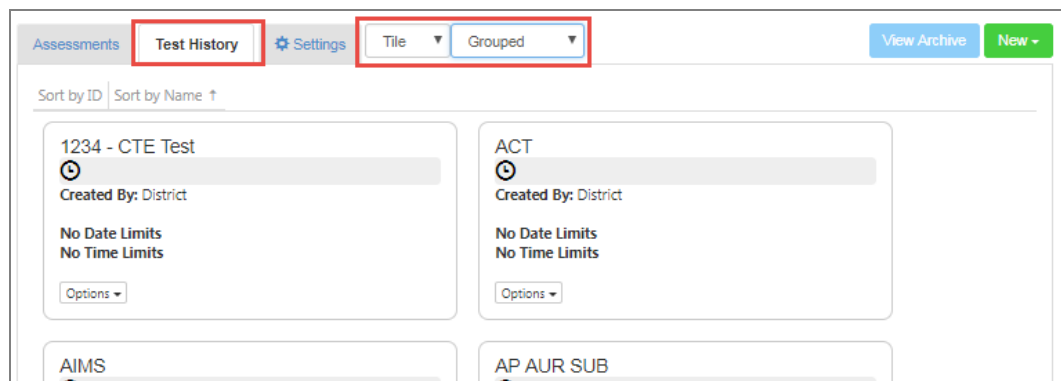 Assessments Test History Settings Tile Grouped View Archive New
Sort by ID Sort by Name ↑
1234 - CTE Test
Created By: District
No Date Limits
No Time Limits
Options
ACT
Created By: District
No Date Limits
No Time Limits
Options
AIMS
AP AUR SUB